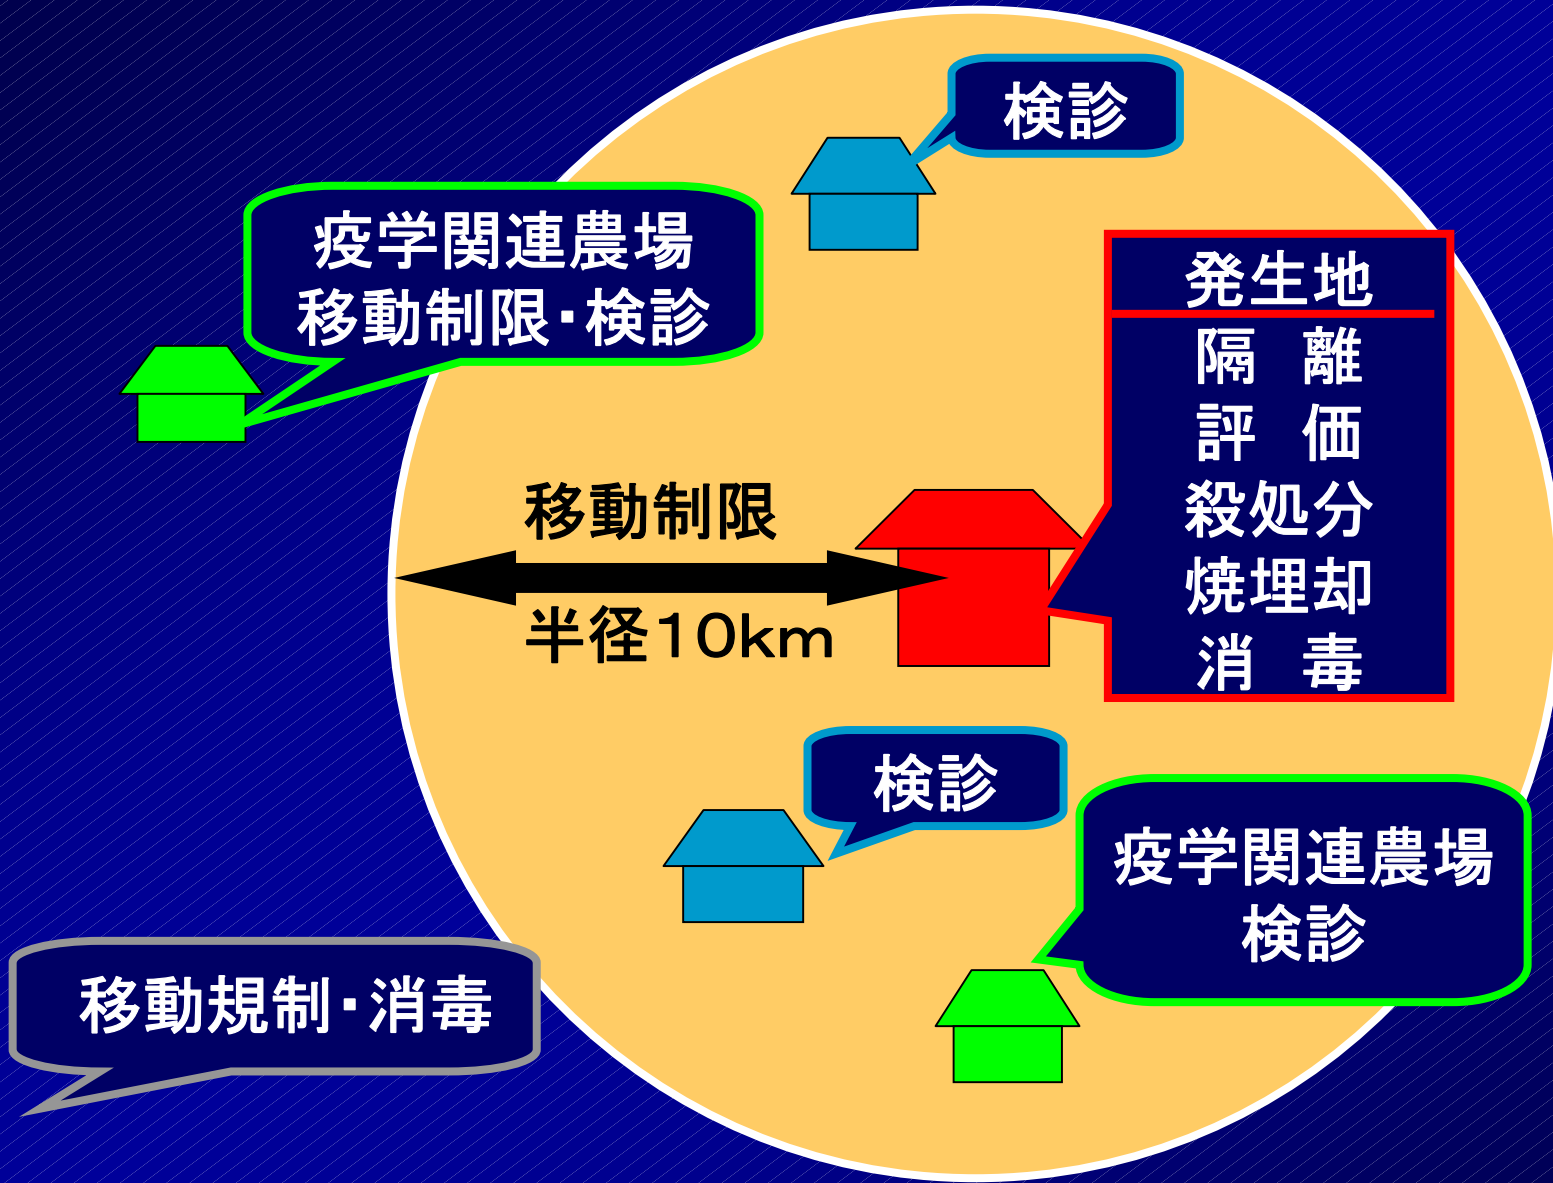 検診
疫学関連農場
移動制限・検診
発生地
隔　離
評　価
殺処分
焼埋却
消　毒
移動制限
半径10km
検診
疫学関連農場
検診
移動規制・消毒